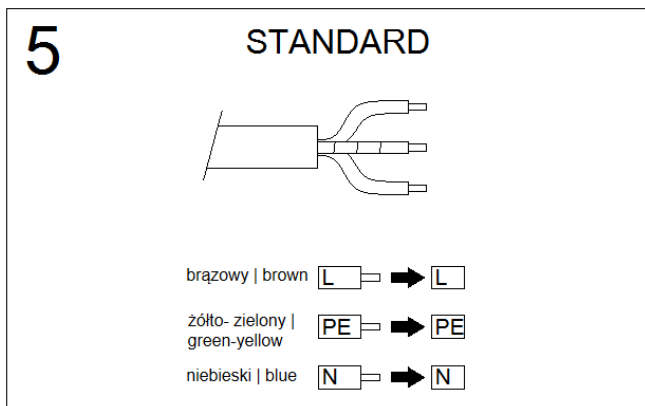 5
STANDARD
brązowy | brown L L
żółto- zielony |
green-yellow PE PE
niebieski | blue N N